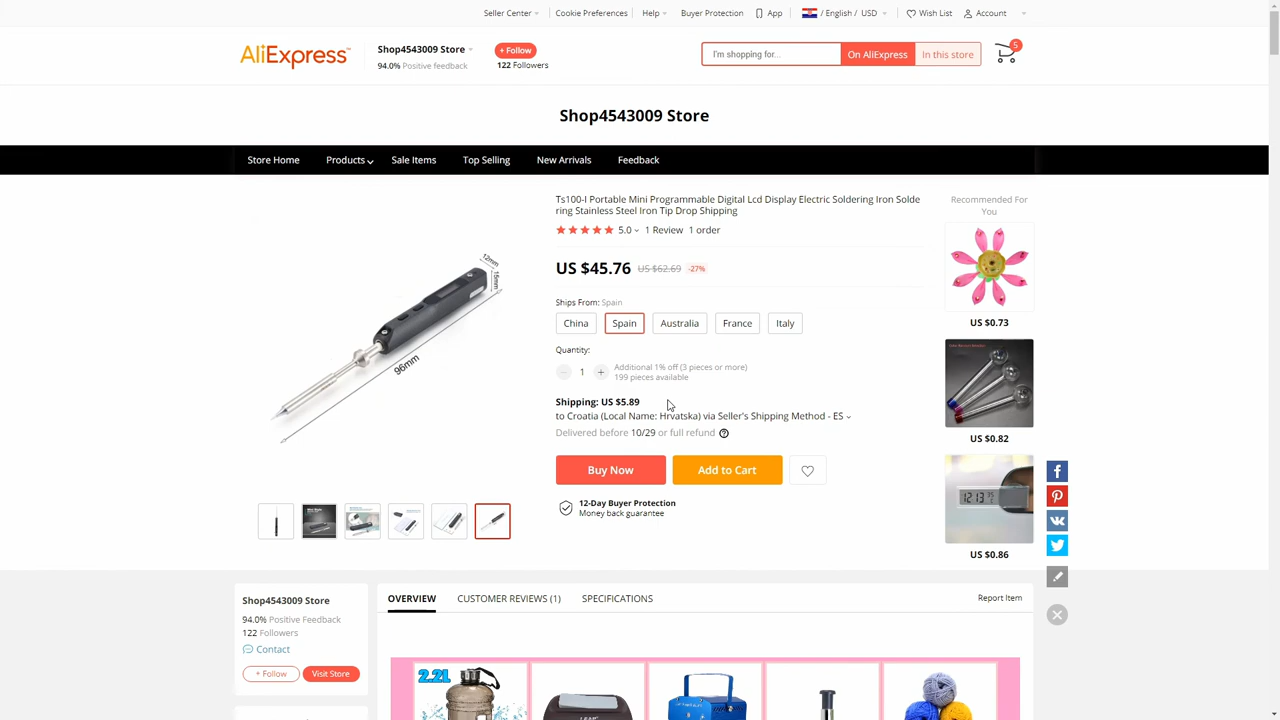 Seller Center
Cookie Preferences
Help
Buyer Protection
App
/ English / USD
Wish List
Account
AliExpress
Shop4543009 Store
94.0% Positive feedback
+ Follow
122 Followers
I'm shopping for...
On AliExpress
In this store
5
Shop4543009 Store
Store Home
Products
Sale Items
Top Selling
New Arrivals
Feedback
Ts100-I Portable Mini Programmable Digital Lcd Display Electric Soldering Iron Solde
ring Stainless Steel Iron Tip Drop Shipping
5.0
1 Review
1 order
US $45.76
US $62.69
-27%
Ships From: Spain
China
Spain
Australia
France
Italy
Quantity:
1
Additional 1% off (3 pieces or more)
199 pieces available
Shipping: US $5.89
to Croatia (Local Name: Hrvatska) via Seller's Shipping Method - ES
Delivered before 10/29 or full refund
Buy Now
Add to Cart
12-Day Buyer Protection
Money back guarantee
12mm
15mm
96mm
Recommended For
You
US $0.73
US $0.82
US $0.86
Shop4543009 Store
94.0% Positive Feedback
122 Followers
Contact
+ Follow
Visit Store
OVERVIEW
CUSTOMER REVIEWS (1)
SPECIFICATIONS
Report Item
2.2L